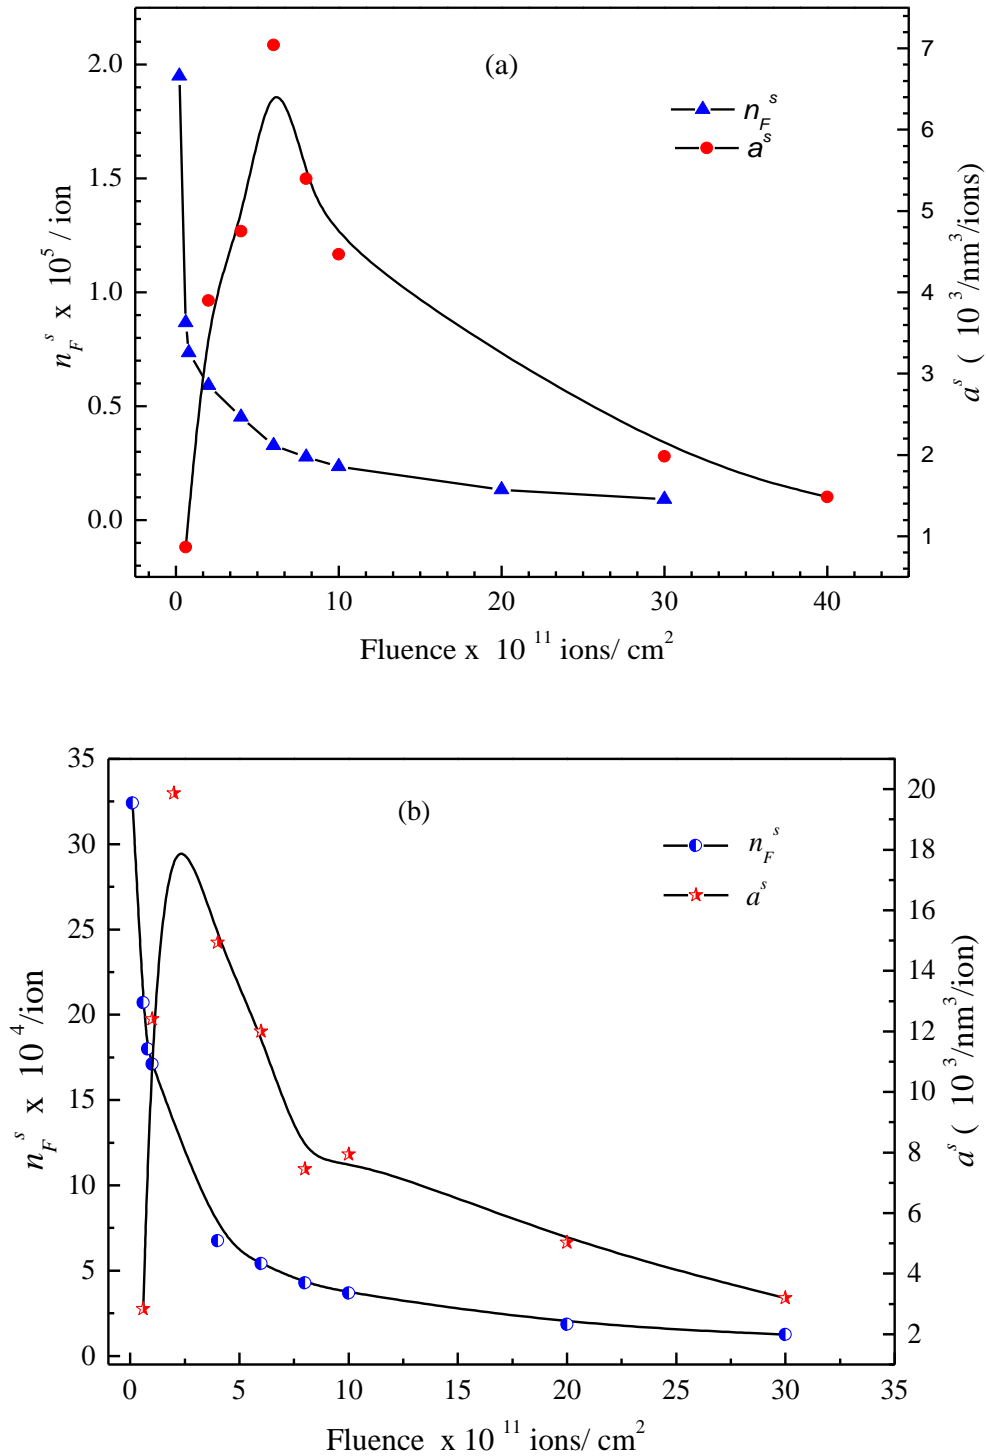 (a)
n_F^s
a^s
2.0
1.5
1.0
0.5
0.0
n_F^s x 10^5 / ion
7
6
5
4
3
2
1
a^s ( 10^3/nm^3/ions)
0 10 20 30 40
Fluence x 10^11 ions/ cm^2
(b)
n_F^s
a^s
35
30
25
20
15
10
5
0
n_F^s x 10^4/ion
20
18
16
14
12
10
8
6
4
2
a^s ( 10^3/nm^3/ion)
0 5 10 20 30 35
Fluence x 10^11 ions/ cm^2